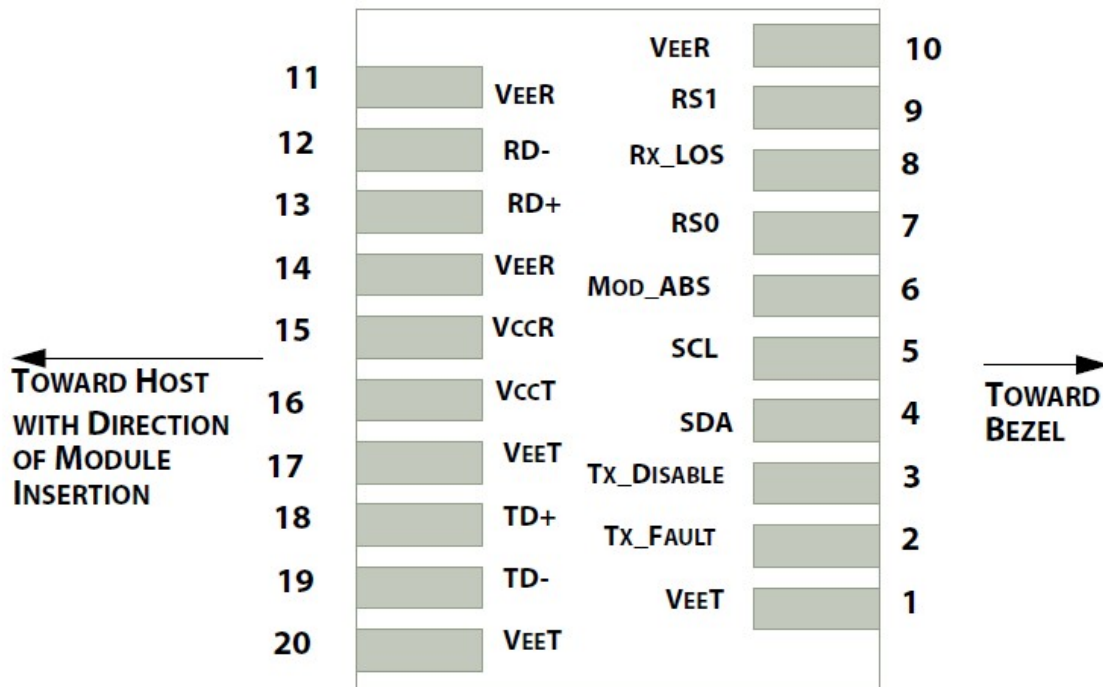 VEER 10
11 VEER
RS1 9
12 RD-
RX_LOS 8
13 RD+
RS0 7
14 VEER
MOD_ABS 6
15 VCCR
SCL 5
16 VCCT
SDA 4
17 VEET
TX_DISABLE 3
18 TD+
TX_FAULT 2
19 TD-
VEET 1
20 VEET
TOWARD HOST
WITH DIRECTION
OF MODULE
INSERTION
TOWARD
BEZEL